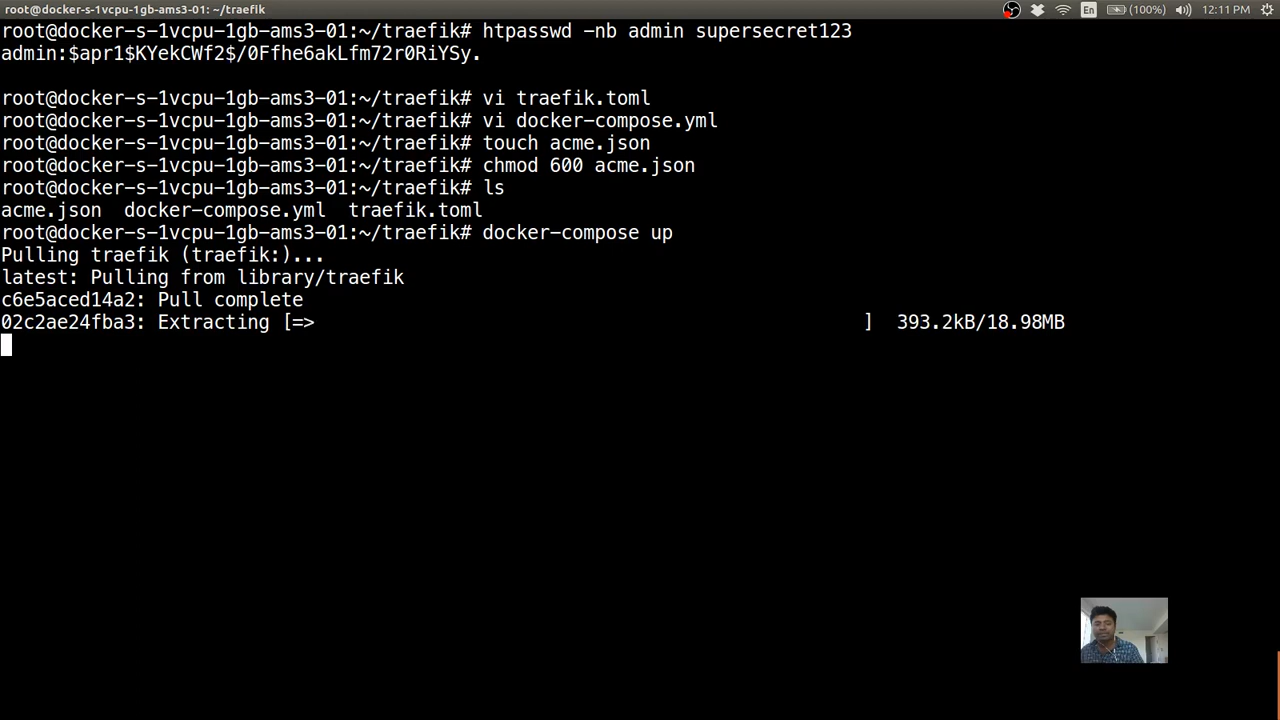 root@docker-s-1vcpu-1gb-ams3-01: ~/traefik
En
(100%)
12:11 PM
root@docker-s-1vcpu-1gb-ams3-01:~/traefik# htpasswd -nb admin supersecret123
admin:$apr1$KYekCWf2$/0Ffhe6akLfm72r0RiYSy.
root@docker-s-1vcpu-1gb-ams3-01:~/traefik# vi traefik.toml
root@docker-s-1vcpu-1gb-ams3-01:~/traefik# vi docker-compose.yml
root@docker-s-1vcpu-1gb-ams3-01:~/traefik# touch acme.json
root@docker-s-1vcpu-1gb-ams3-01:~/traefik# chmod 600 acme.json
root@docker-s-1vcpu-1gb-ams3-01:~/traefik# ls
acme.json  docker-compose.yml  traefik.toml
root@docker-s-1vcpu-1gb-ams3-01:~/traefik# docker-compose up
Pulling traefik (traefik:)...
latest: Pulling from library/traefik
c6e5aced14a2: Pull complete
02c2ae24fba3: Extracting [=>                                                 ]  393.2kB/18.98MB